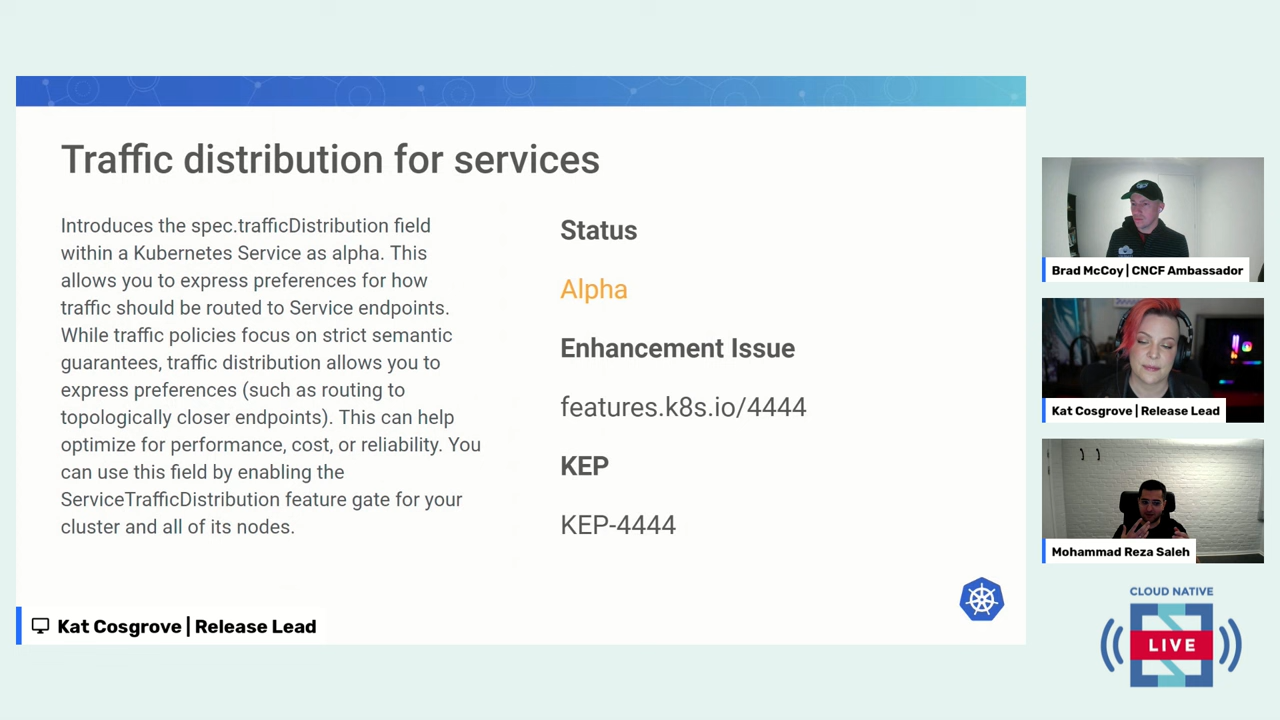 Traffic distribution for services
Introduces the spec.trafficDistribution field
within a Kubernetes Service as alpha. This
allows you to express preferences for how
traffic should be routed to Service endpoints.
While traffic policies focus on strict semantic
guarantees, traffic distribution allows you to
express preferences (such as routing to
topologically closer endpoints). This can help
optimize for performance, cost, or reliability. You
can use this field by enabling the
ServiceTrafficDistribution feature gate for your
cluster and all of its nodes.
Status
Alpha
Enhancement Issue
features.k8s.io/4444
KEP
KEP-4444
Kat Cosgrove | Release Lead
Brad McCoy | CNCF Ambassador
Kat Cosgrove | Release Lead
Mohammad Reza Saleh
CLOUD NATIVE
LIVE